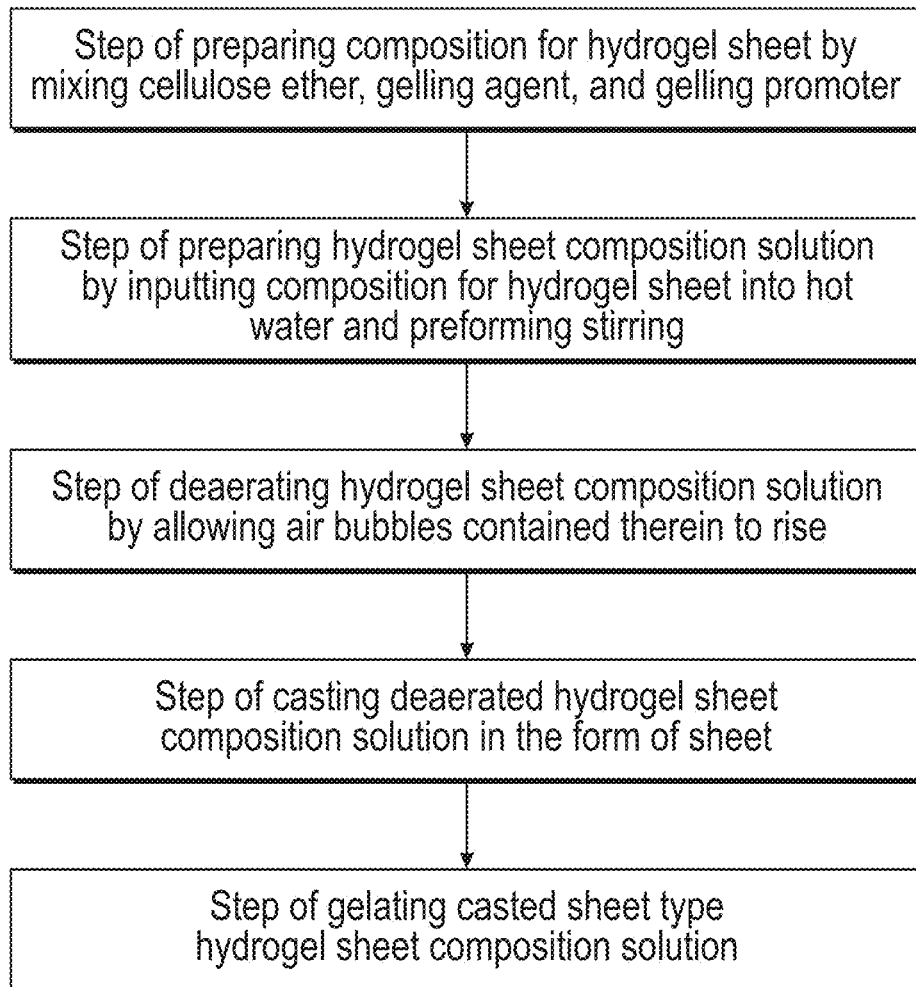 Step of preparing composition for hydrogel sheet by
mixing cellulose ether, gelling agent, and gelling promoter
Step of preparing hydrogel sheet composition solution
by inputting composition for hydrogel sheet into hot
water and preforming stirring
Step of deaerating hydrogel sheet composition solution
by allowing air bubbles contained therein to rise
Step of casting deaerated hydrogel sheet
composition solution in the form of sheet
Step of gelating casted sheet type
hydrogel sheet composition solution